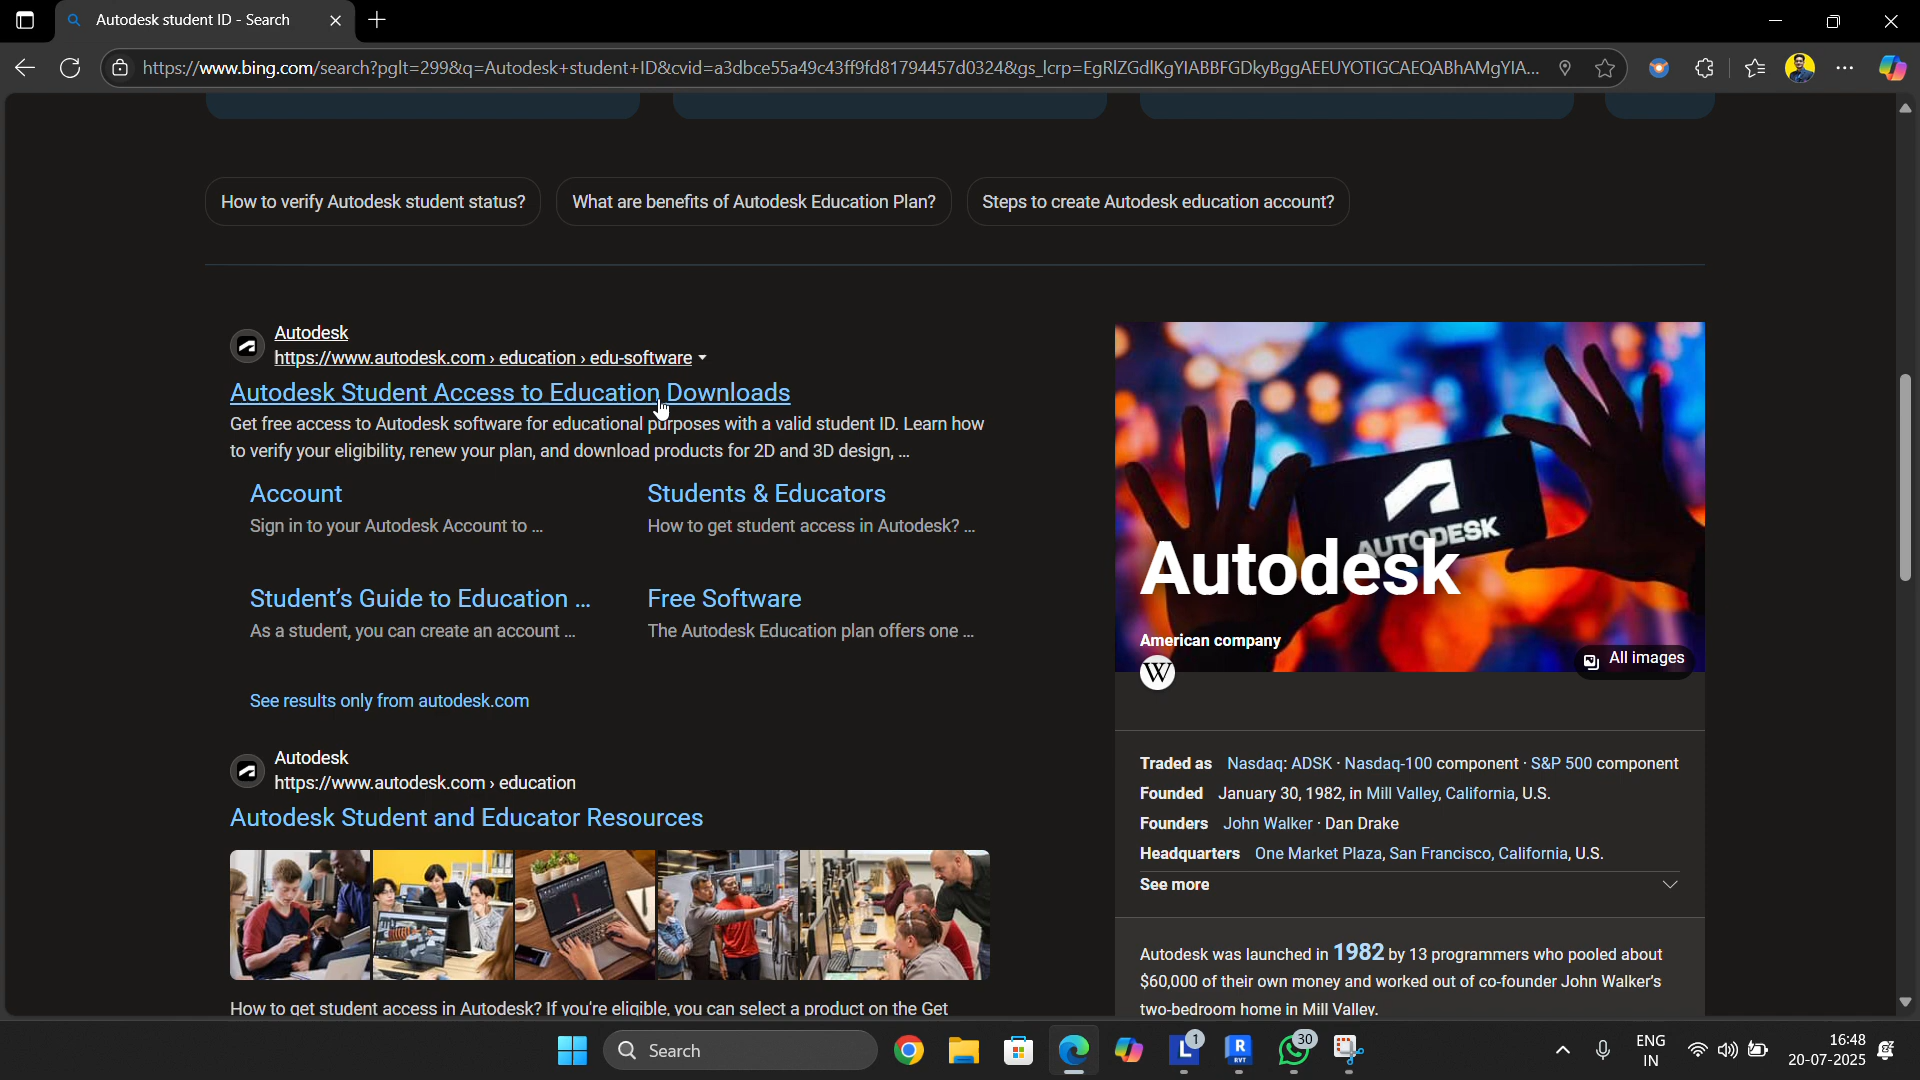 Autodesk student ID - Search
https://www.bing.com/search?pglt=299&q=Autodesk+student+ID&cvid=a3dbce55a49c43ff9fd81794457d0324&gs_lcrp=EgRlZGdlKgYIABBFGDkyBggAEEUYOTIGCAEQABhAMgYIA...
How to verify Autodesk student status?
What are benefits of Autodesk Education Plan?
Steps to create Autodesk education account?
Autodesk
https://www.autodesk.com › education › edu-software
Autodesk Student Access to Education Downloads
Get free access to Autodesk software for educational purposes with a valid student ID. Learn how
to verify your eligibility, renew your plan, and download products for 2D and 3D design, ...
Account
Sign in to your Autodesk Account to ...
Students & Educators
How to get student access in Autodesk? ...
Student's Guide to Education ...
As a student, you can create an account ...
Free Software
The Autodesk Education plan offers one ...
See results only from autodesk.com
Autodesk
https://www.autodesk.com › education
Autodesk Student and Educator Resources
How to get student access in Autodesk? If you're eligible, you can select a product on the Get
AUTODESK
Autodesk
American company
W
All images
Traded as Nasdaq: ADSK · Nasdaq-100 component · S&P 500 component
Founded January 30, 1982, in Mill Valley, California, U.S.
Founders John Walker · Dan Drake
Headquarters One Market Plaza, San Francisco, California, U.S.
See more
Autodesk was launched in 1982 by 13 programmers who pooled about
$60,000 of their own money and worked out of co-founder John Walker's
two-bedroom home in Mill Valley.
Search
L
1
R
RVT
30
ENG
IN
16:48
20-07-2025